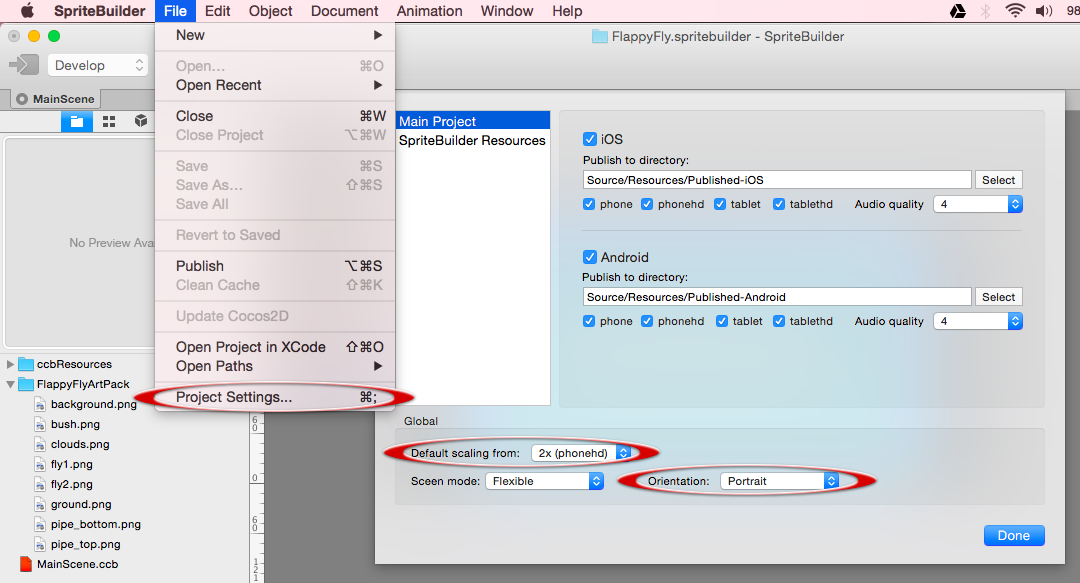 SpriteBuilder File Edit Object Document Animation Window Help 98
FlappyFly.spritebuilder - SpriteBuilder
Develop
MainScene
No Preview Ava
New
Open... ⌘O
Open Recent
Close ⌘W
Close Project ⌥⌘W
Save ⌘S
Save As... ⇧⌘S
Save All
Revert to Saved
Publish ⌥⌘S
Clean Cache ⇧⌘K
Update Cocos2D
Open Project in XCode ⇧⌘O
Open Paths
Project Settings... ⌘;
ccbResources
FlappyFlyArtPack
background.png
bush.png
clouds.png
fly1.png
fly2.png
ground.png
pipe_bottom.png
pipe_top.png
MainScene.ccb
60
0
60
121
Main Project
SpriteBuilder Resources
iOS
Publish to directory:
Source/Resources/Published-iOS Select
phone phonehd tablet tablethd Audio quality 4
Android
Publish to directory:
Source/Resources/Published-Android Select
phone phonehd tablet tablethd Audio quality 4
Global
Default scaling from: 2x (phonehd)
Sceen mode: Flexible Orientation: Portrait
Done